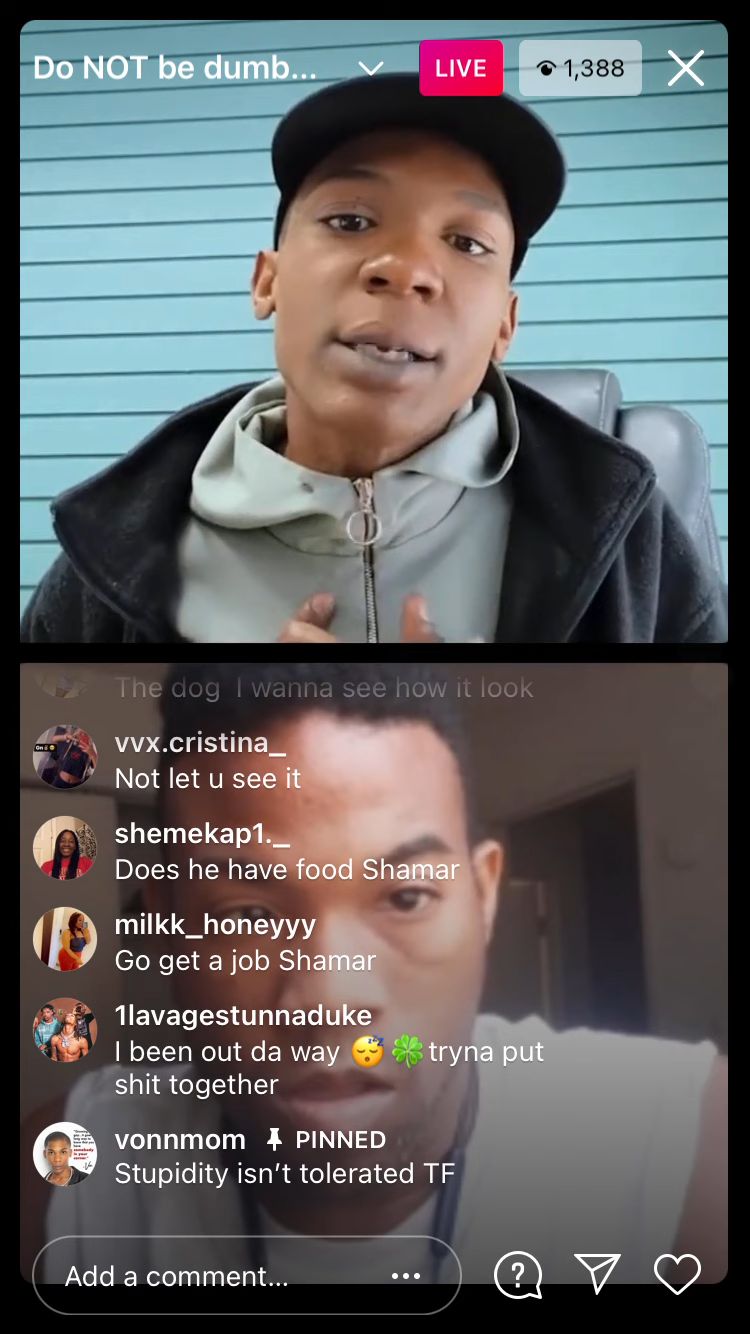 Do NOT be dumb...
LIVE
1,388
The dog I wanna see how it look
vvx.cristina_
Not let u see it
shemekap1._
Does he have food Shamar
milkk_honeyyy
Go get a job Shamar
1lavagestunnaduke
I been out da way 😴🍀tryna put
shit together
vonnmom PINNED
Stupidity isn’t tolerated TF
Add a comment...